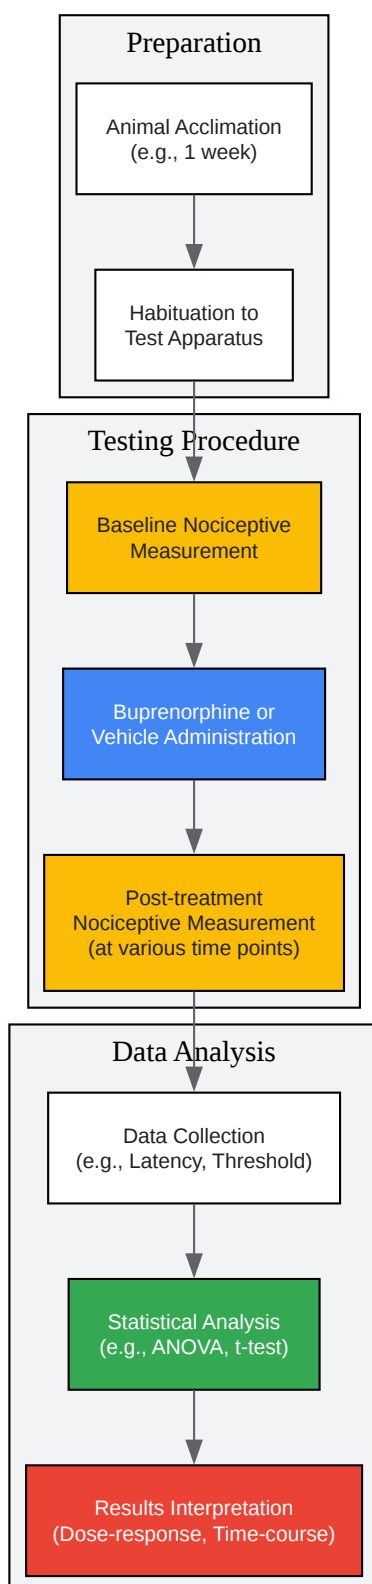 Preparation
Animal Acclimation
(e.g., 1 week)
Habituation to
Test Apparatus
Testing Procedure
Baseline Nociceptive
Measurement
Buprenorphine or
Vehicle Administration
Post-treatment
Nociceptive Measurement
(at various time points)
Data Analysis
Data Collection
(e.g., Latency, Threshold)
Statistical Analysis
(e.g., ANOVA, t-test)
Results Interpretation
(Dose-response, Time-course)